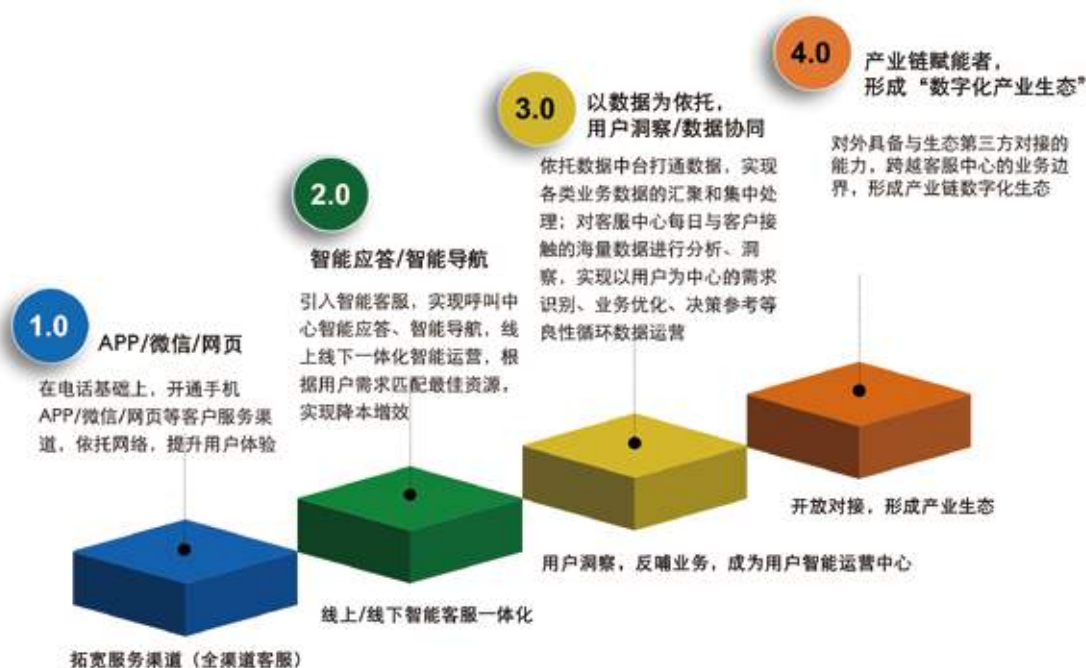 1.0
APP/微信/网页
在电话基础上，开通手机
APP/微信/网页等客户服务渠
道，依托网络，提升用户体验
拓宽服务渠道（全渠道客服）
2.0
智能应答/智能导航
引入智能客服，实现呼叫中
心智能应答、智能导航，线
上线下一体化智能运营，根
据用户需求匹配最佳资源，
实现降本增效
线上/线下智能客服一体化
3.0
以数据为依托，
用户洞察/数据协同
依托数据中台打通数据，实现
各类业务数据的汇聚和集中处
理；对客服中心每日与客户接
触的海量数据进行分析、洞
察，实现以用户为中心的需求
识别、业务优化、决策参考等
良性循环数据运营
用户洞察，反哺业务，成为用户智能运营中心
4.0
产业链赋能者，
形成“数字化产业生态”
对外具备与生态第三方对接的
能力，跨越客服中心的业务边
界，形成产业链数字化生态
开放对接，形成产业生态